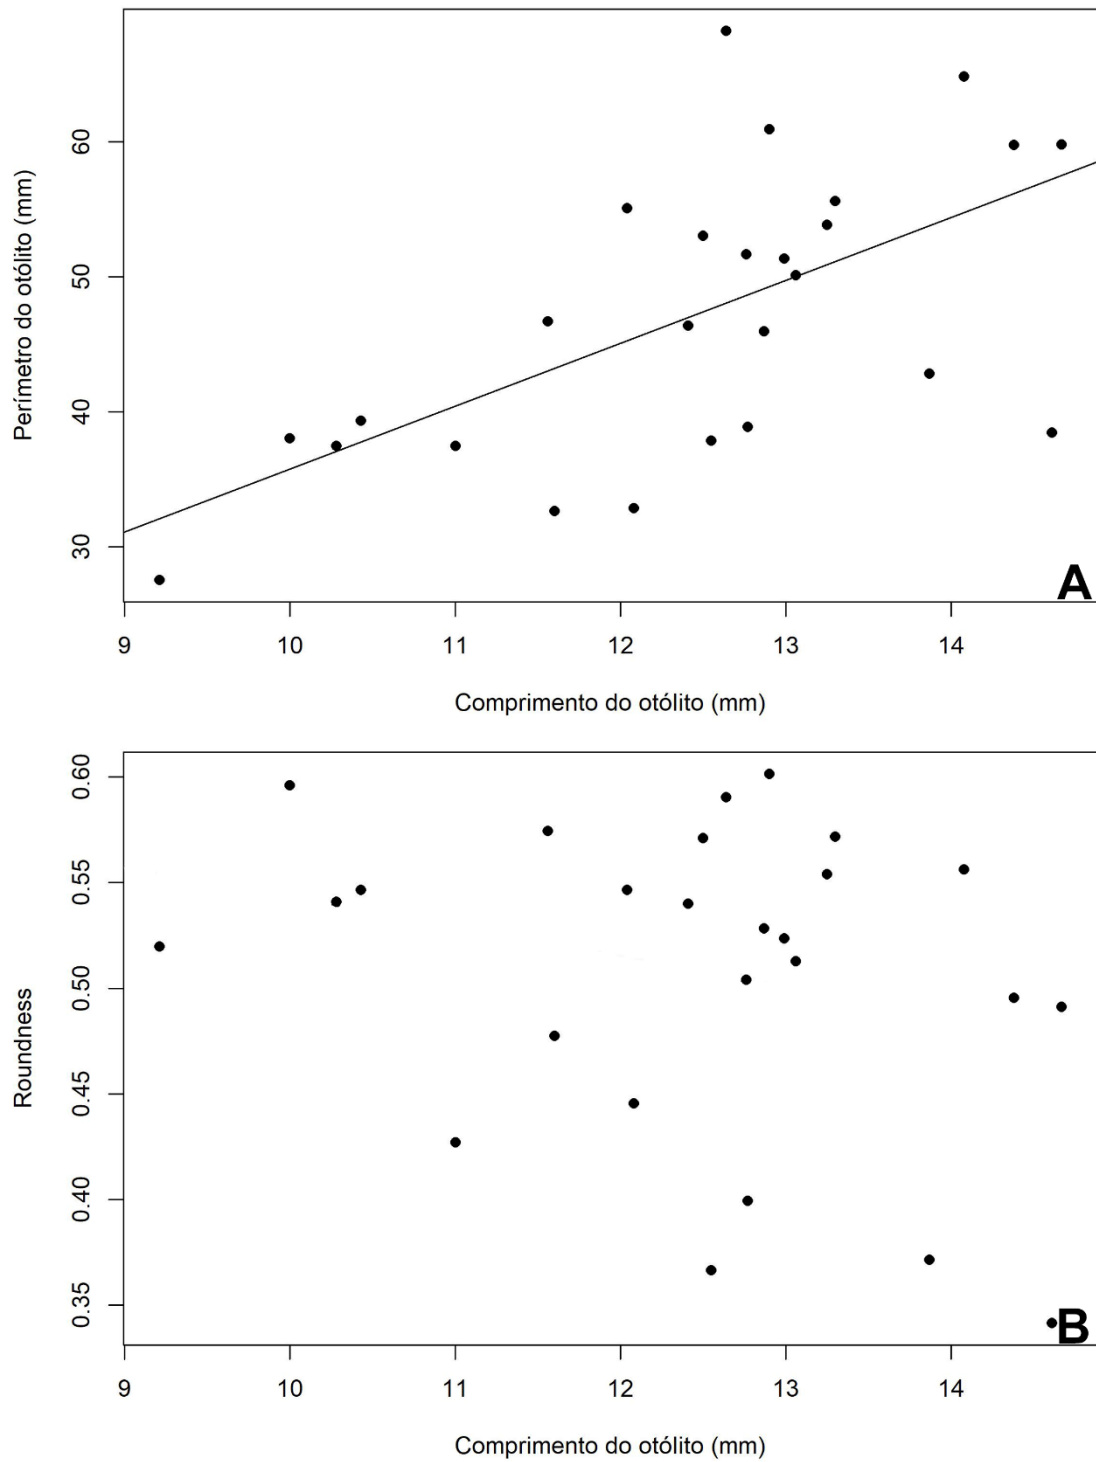 Perímetro do otólito (mm)
60
50
40
30
A
9 10 11 12 13 14
Comprimento do otólito (mm)
Roundness
0.60
0.55
0.50
0.45
0.40
0.35
B
9 10 11 12 13 14
Comprimento do otólito (mm)